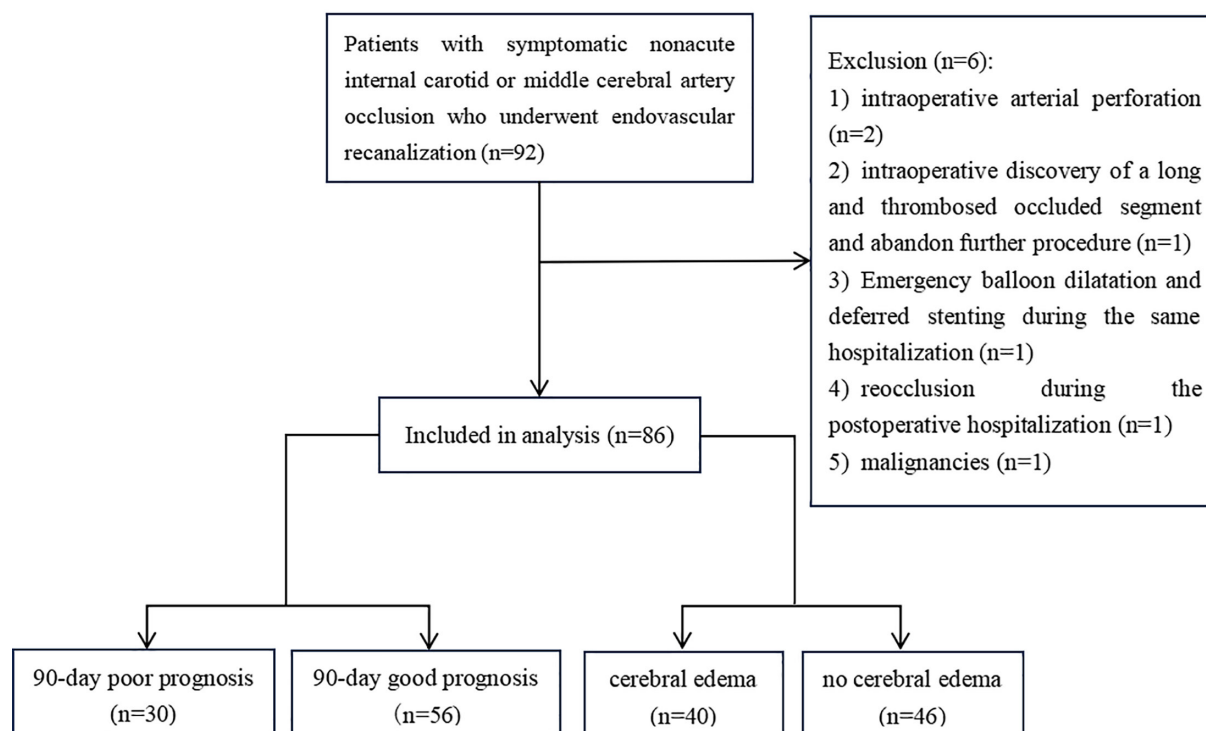 Patients with symptomatic nonacute
internal carotid or middle cerebral artery
occlusion who underwent endovascular
recanalization (n=92)
Exclusion (n=6):
1) intraoperative arterial perforation
(n=2)
2) intraoperative discovery of a long
and thrombosed occluded segment
and abandon further procedure (n=1)
3) Emergency balloon dilatation and
deferred stenting during the same
hospitalization (n=1)
4) reocclusion during the
postoperative hospitalization (n=1)
5) malignancies (n=1)
Included in analysis (n=86)
90-day poor prognosis
(n=30)
90-day good prognosis
(n=56)
cerebral edema
(n=40)
no cerebral edema
(n=46)